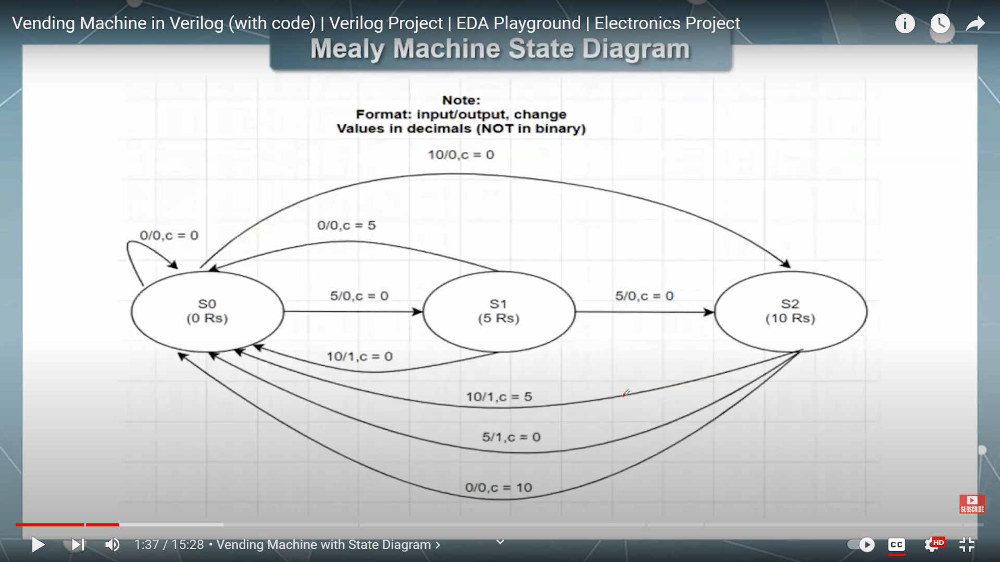 Vending Machine in Verilog (with code) | Verilog Project | EDA Playground | Electronics Project
Mealy Machine State Diagram
Note:
Format: input/output, change
Values in decimals (NOT in binary)
10/0,c = 0
0/0,c = 5
0/0,c = 0
5/0,c = 0
5/0,c = 0
S0
(0 Rs)
S1
(5 Rs)
S2
(10 Rs)
10/1,c = 0
10/1,c = 5
5/1,c = 0
0/0,c = 10
SUBSCRIBE
1:37 / 15:28 • Vending Machine with State Diagram
CC
HD